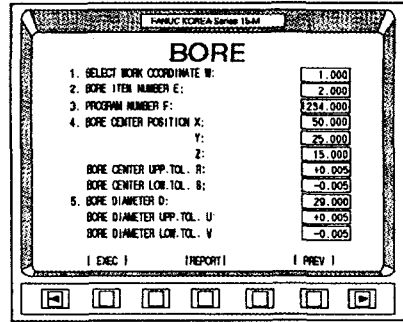 FANUC KOREA Series 15-M
BORE
1. SELECT WORK COORDINATE W: 1.000
2. BORE ITEM NUMBER E; 2.000
3. PROGRAM NUMBER F: 1234.000
4. BORE CENTER POSITION X; 50.000
Y: 25.000
Z: 15.000
BORE CENTER UPP.TOL. R: +0.005
BORE CENTER LOW.TOL. S; -0.005
5. BORE DIAMETER D: 29.000
BORE DIAMETER UPP.TOL. U +0.005
BORE DIAMETER LOW.TOL. V -0.005
[ EXEC ] [REPORT] [ PREV ]